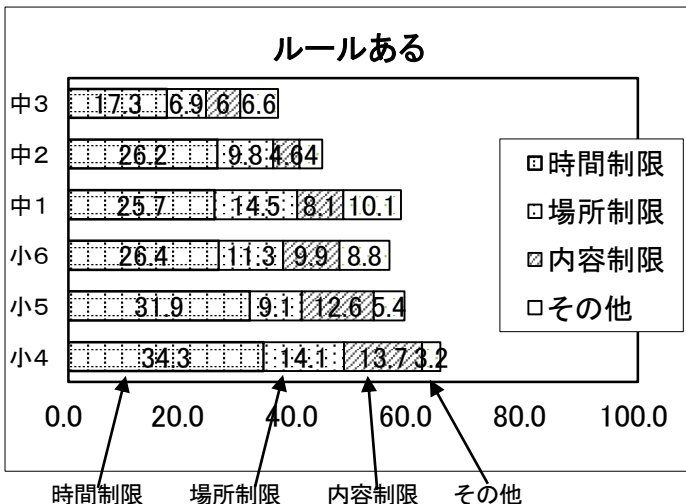 ルールある
中3 17.3 6.9 6 6.6
中2 26.2 9.8 4.6 4
中1 25.7 14.5 8.1 10.1
小6 26.4 11.3 9.9 8.8
小5 31.9 9.1 12.6 5.4
小4 34.3 14.1 13.7 3.2
0.0 20.0 40.0 60.0 80.0 100.0
時間制限
場所制限
内容制限
その他
時間制限 場所制限 内容制限 その他